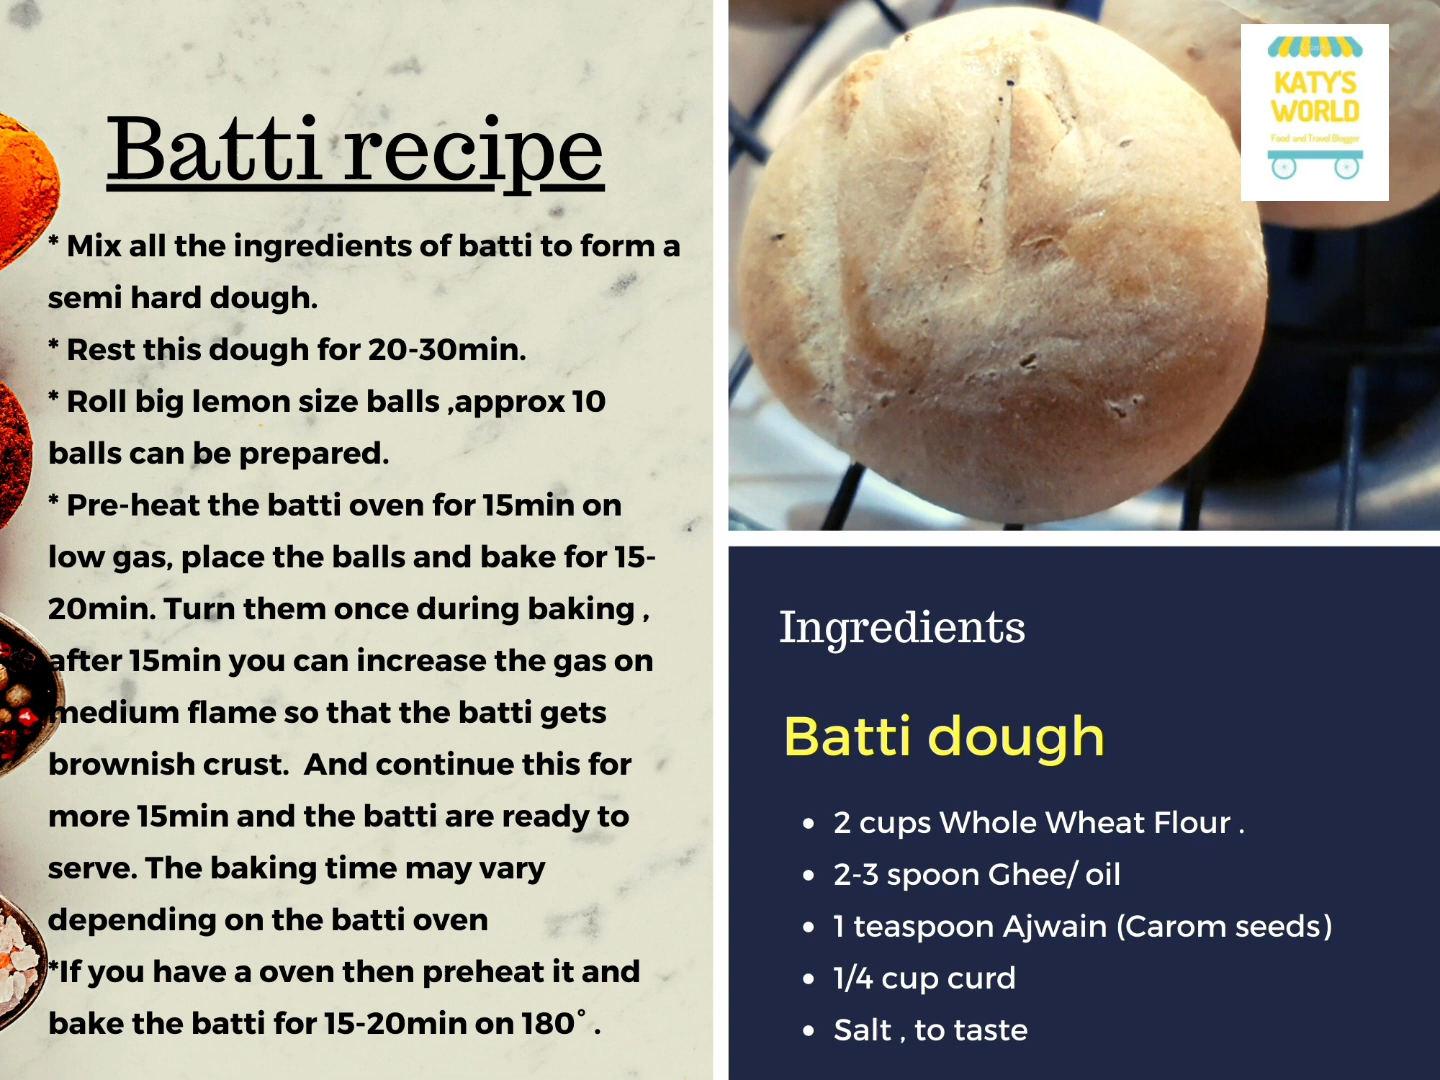 Batti recipe
* Mix all the ingredients of batti to form a
semi hard dough.
* Rest this dough for 20-30min.
* Roll big lemon size balls ,approx 10
balls can be prepared.
* Pre-heat the batti oven for 15min on
low gas, place the balls and bake for 15-
20min. Turn them once during baking ,
after 15min you can increase the gas on
medium flame so that the batti gets
brownish crust.  And continue this for
more 15min and the batti are ready to
serve. The baking time may vary
depending on the batti oven
*If you have a oven then preheat it and
bake the batti for 15-20min on 180° .
KATY'S
WORLD
Food and Travel Blogger
Ingredients
Batti dough
• 2 cups Whole Wheat Flour .
• 2-3 spoon Ghee/ oil
• 1 teaspoon Ajwain (Carom seeds)
• 1/4 cup curd
• Salt , to taste